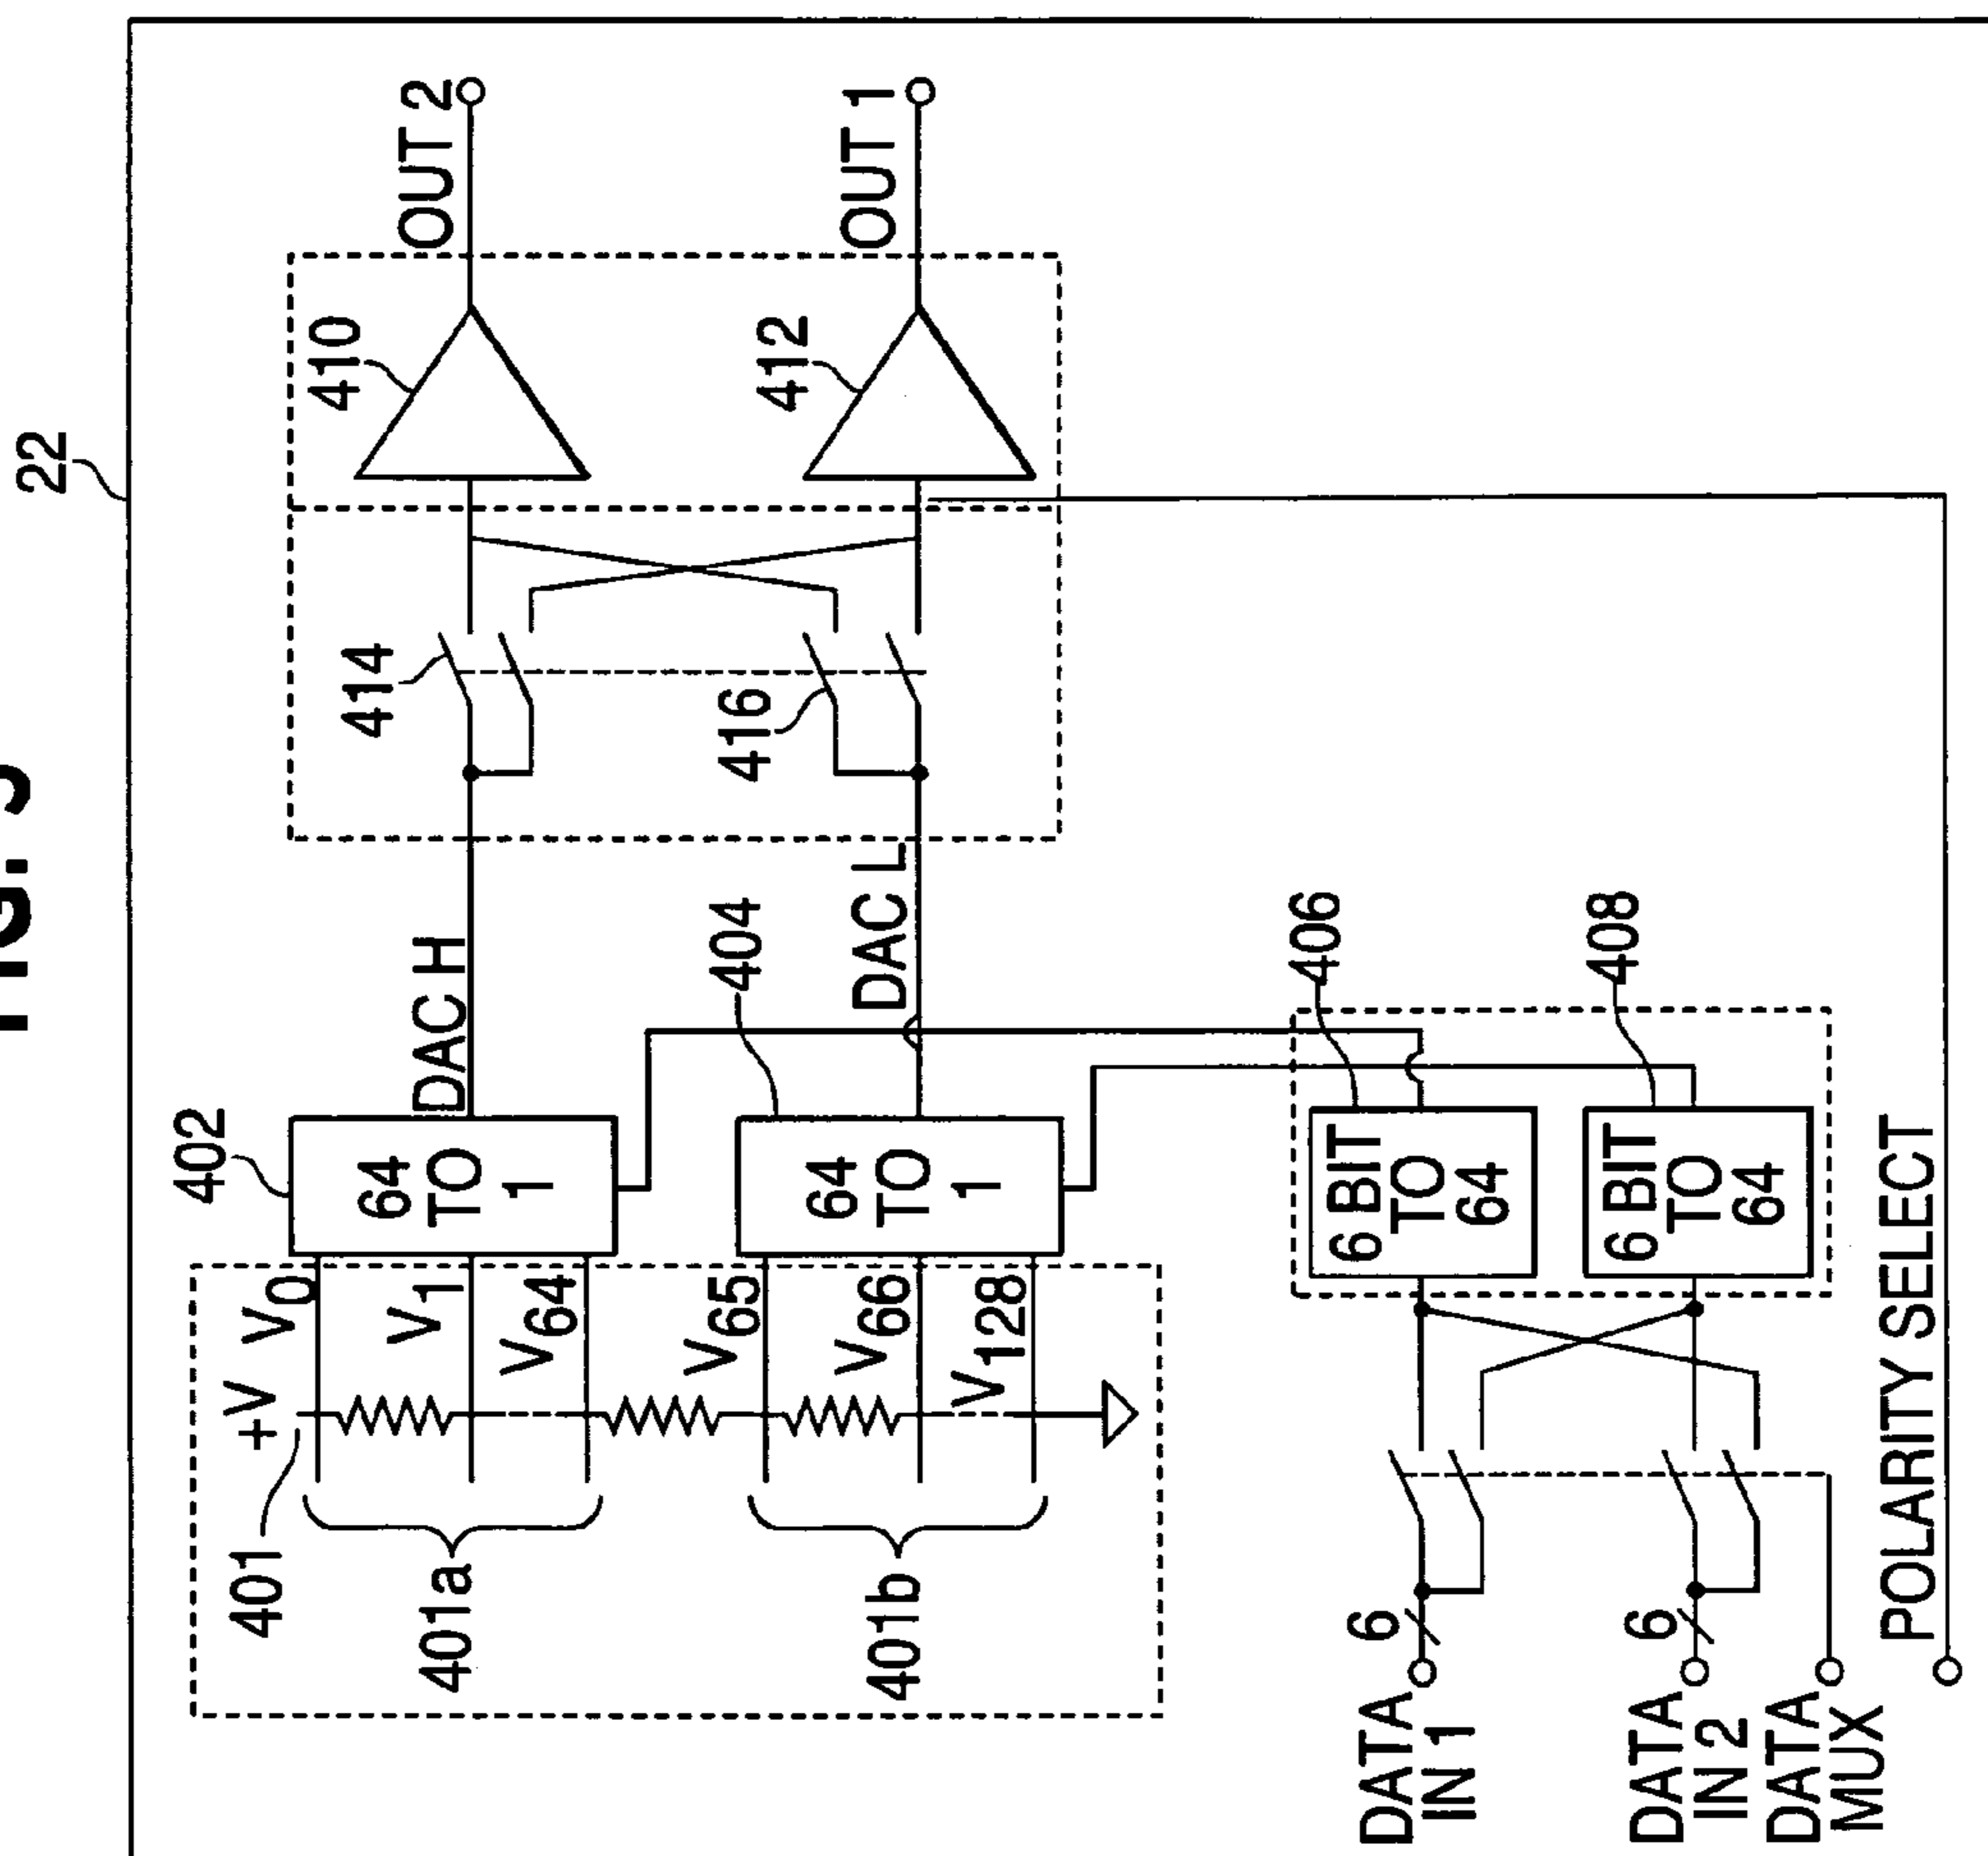 FIG.
22
402
401
+V
V0
V1
V64
V65
V66
V128
401a
401b
64
TO
1
64
TO
1
404
DAC H
DAC L
414
416
410
412
OUT 2
OUT 1
406
408
6 BIT
TO
64
6 BIT
TO
64
6
6
DATA
IN 1
DATA
IN 2
DATA
MUX
POLARITY SELECT